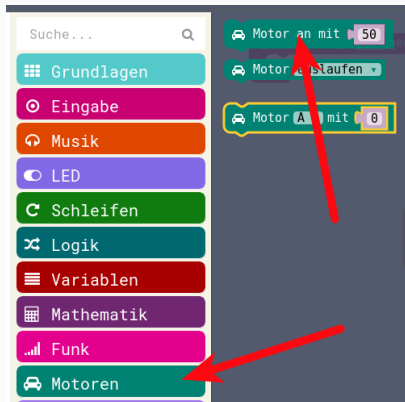 Suche...
Grundlagen
Eingabe
Musik
LED
Schleifen
Logik
Variablen
Mathematik
Funk
Motoren
Motor an mit 50
Motor auslaufen
Motor A mit 0